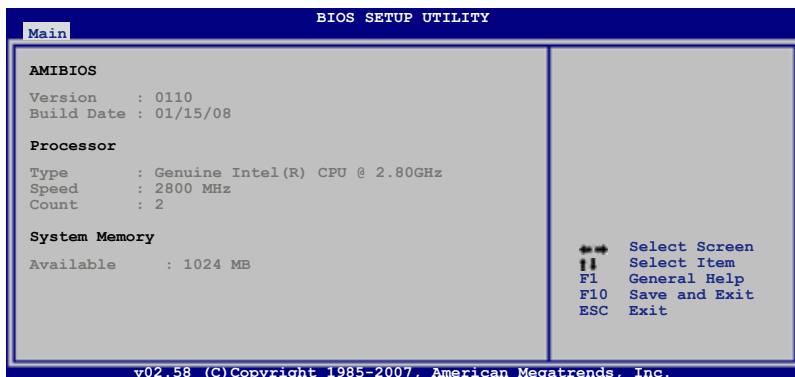 BIOS SETUP UTILITY
Main
AMIBIOS
Version : 0110
Build Date : 01/15/08
Processor
Type : Genuine Intel(R) CPU @ 2.80GHz
Speed : 2800 MHz
Count : 2
System Memory
Available : 1024 MB
←→ Select Screen
↑↓ Select Item
F1 General Help
F10 Save and Exit
ESC Exit
v02.58 (C)Copyright 1985-2007, American Megatrends, Inc.